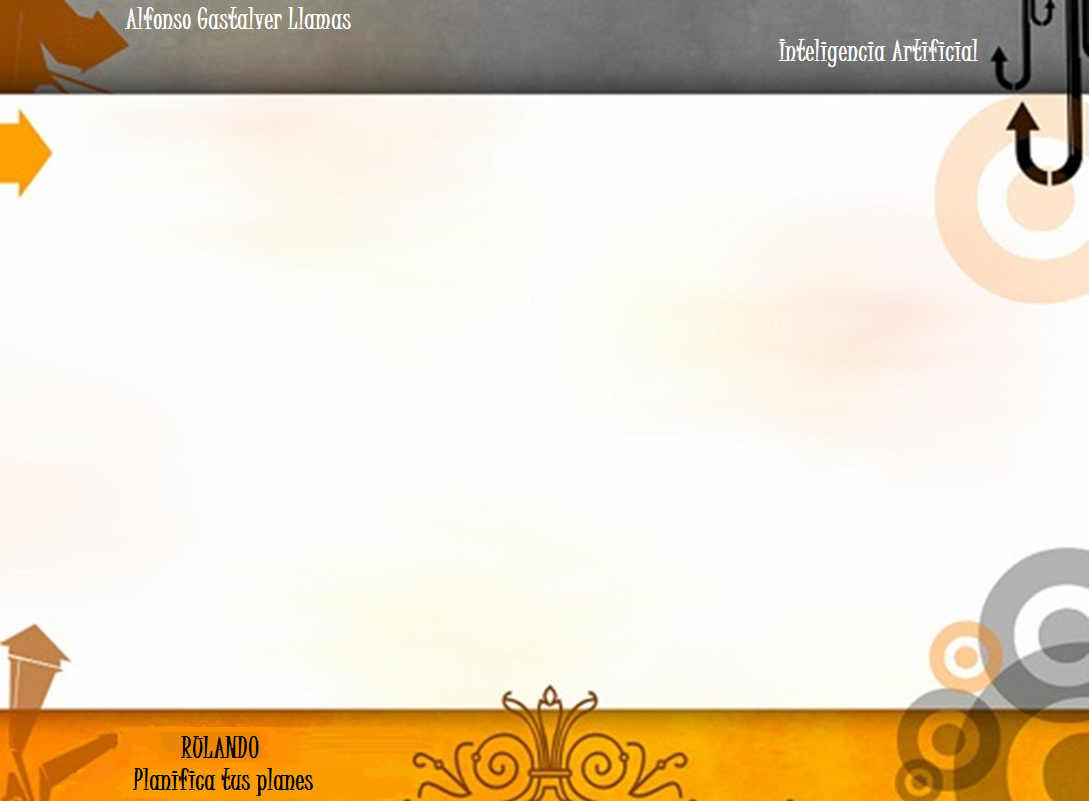 Alfonso Gastalver Llamas
Inteligencia Artificial
RULANDO
Planifica tus planes